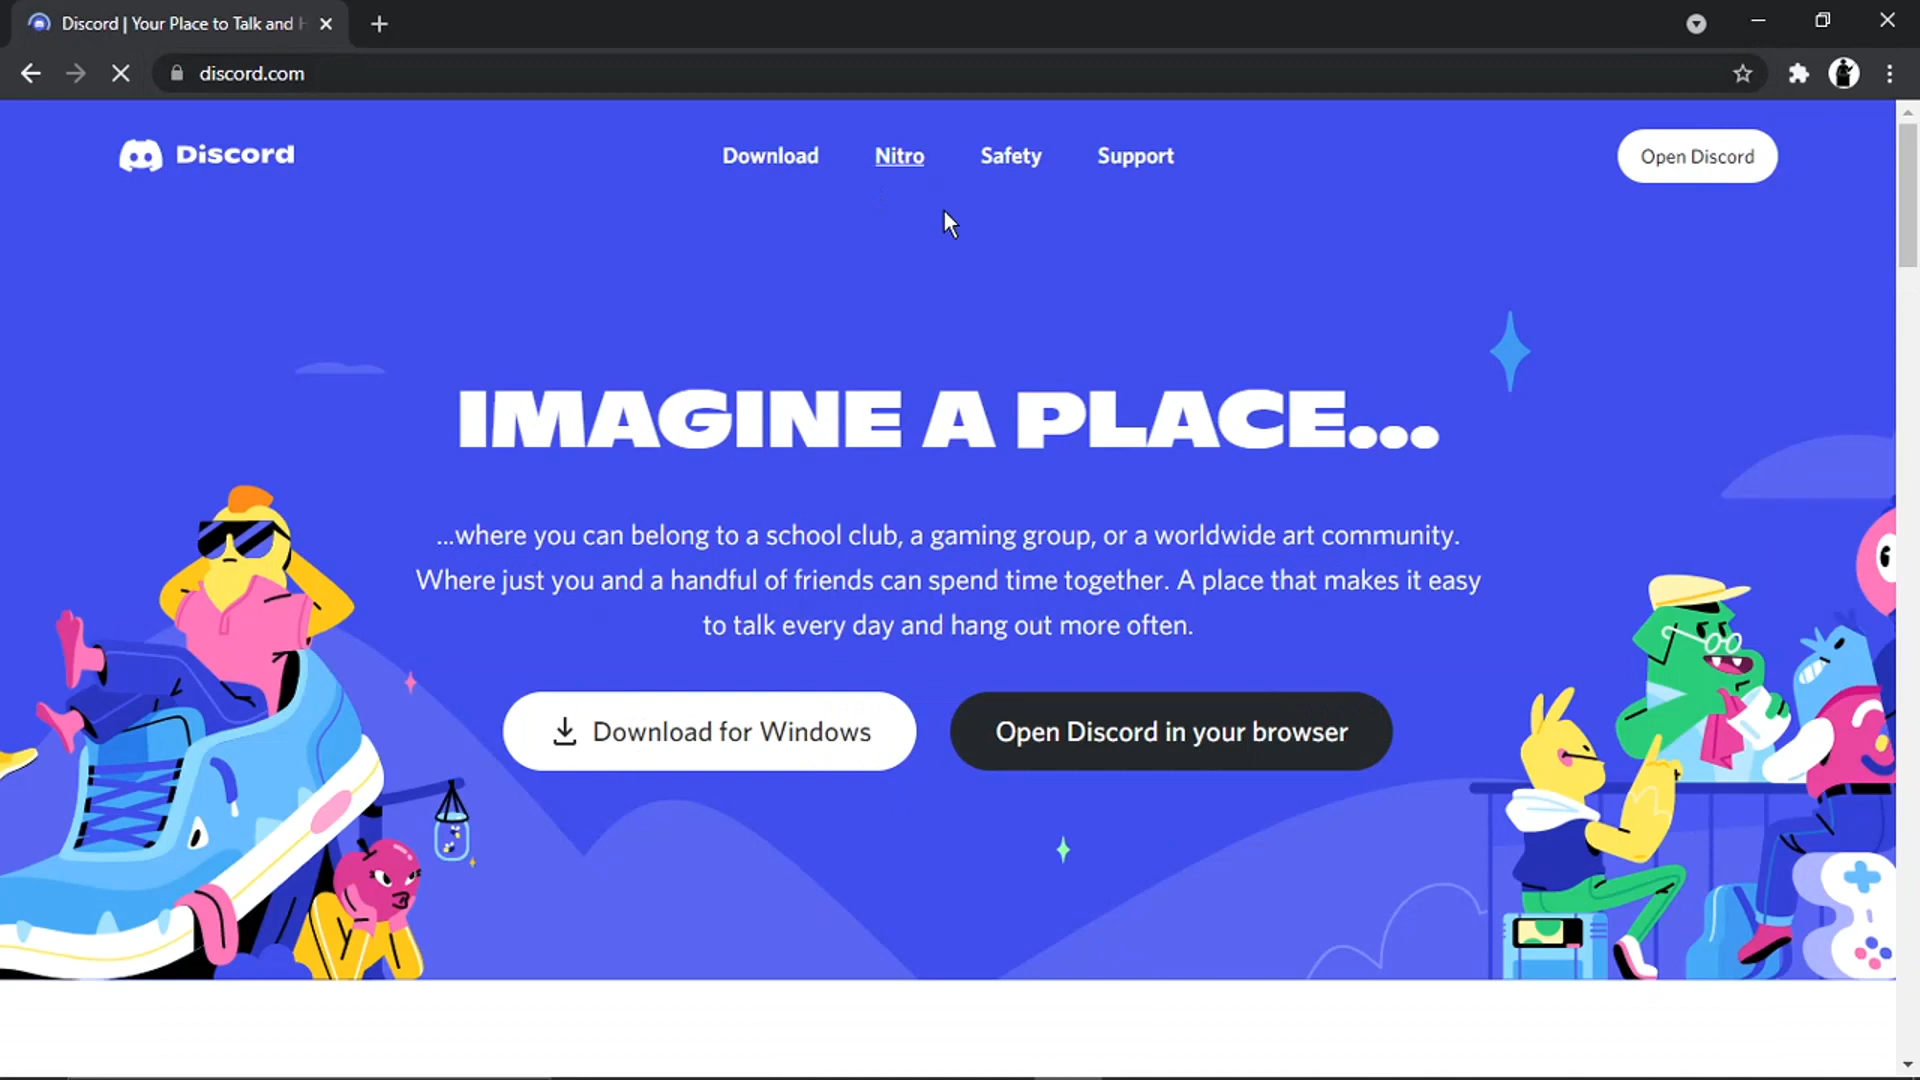 Discord | Your Place to Talk and
discord.com
Discord
Download
Nitro
Safety
Support
Open Discord
IMAGINE A PLACE...
...where you can belong to a school club, a gaming group, or a worldwide art community.
Where just you and a handful of friends can spend time together. A place that makes it easy
to talk every day and hang out more often.
Download for Windows
Open Discord in your browser